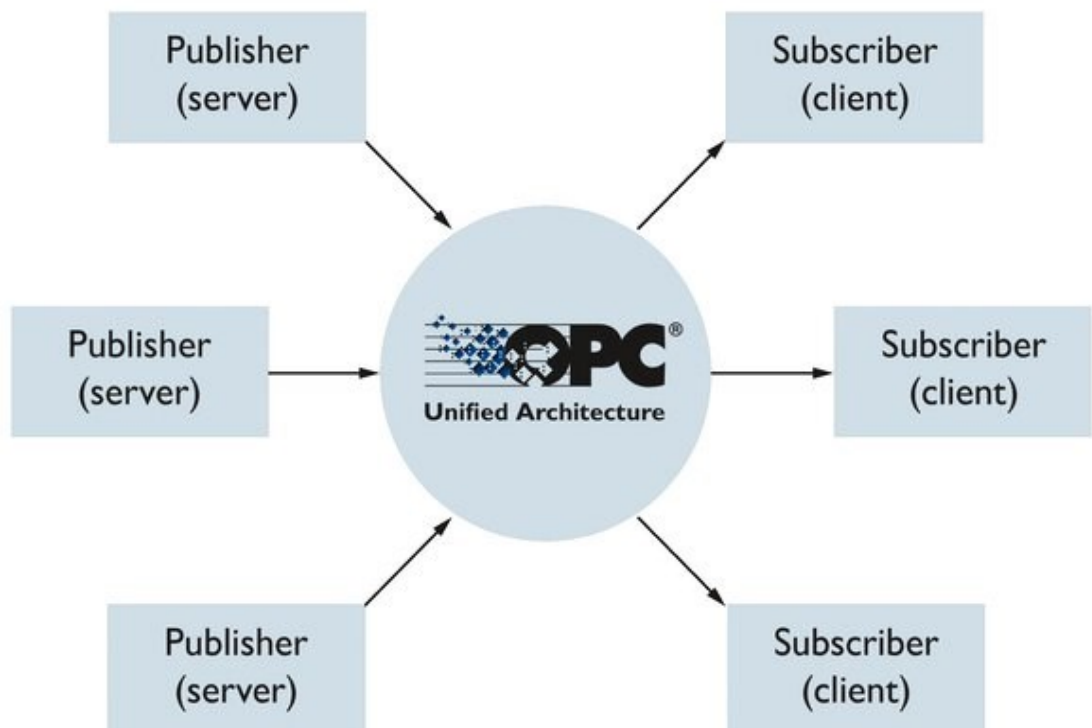 Publisher
(server)
Subscriber
(client)
Publisher
(server)
OPC®
Unified Architecture
Subscriber
(client)
Publisher
(server)
Subscriber
(client)